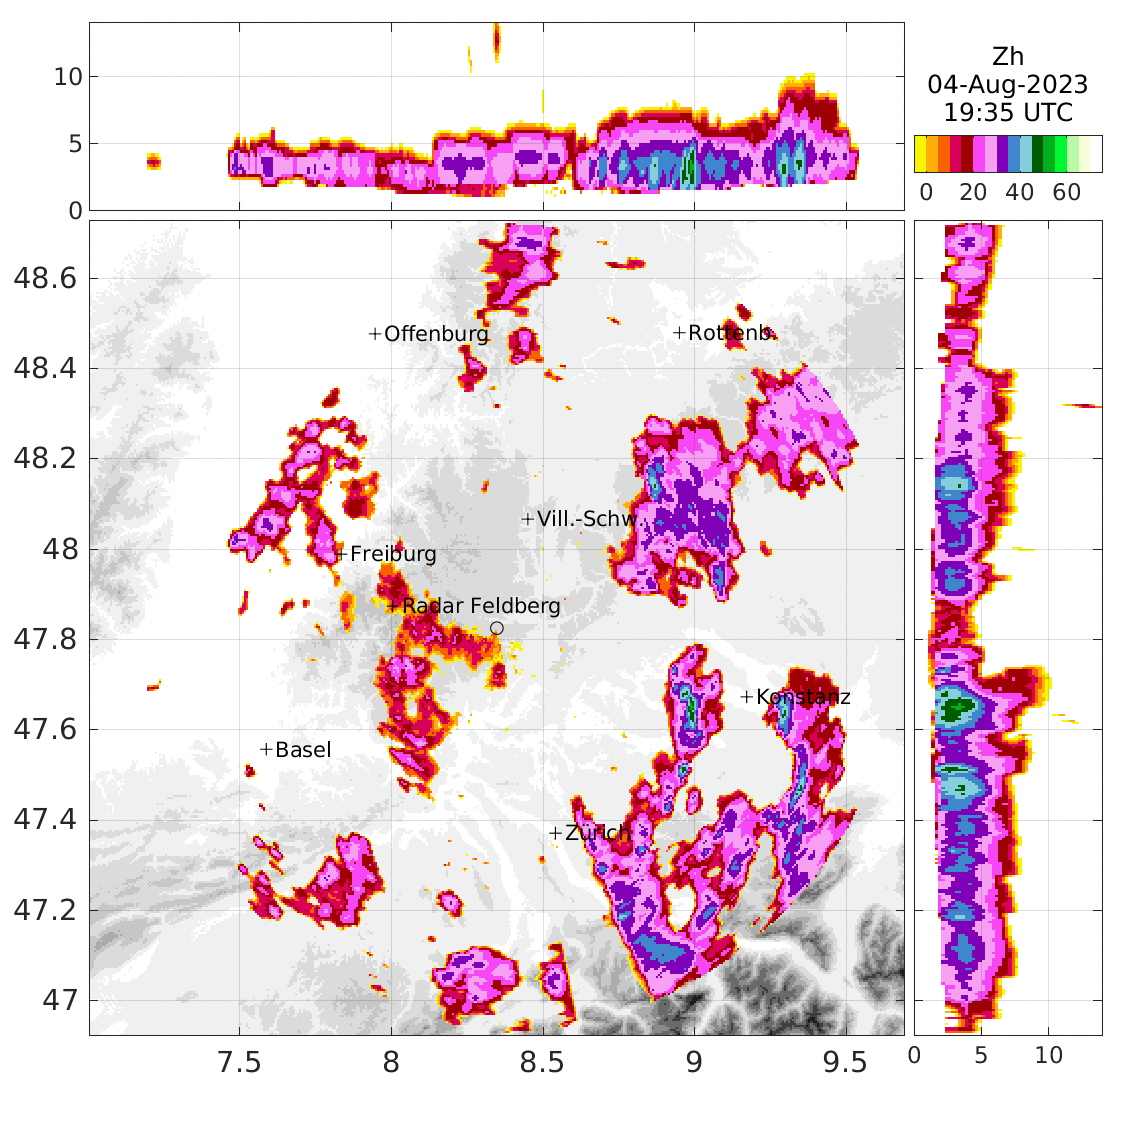 Zh
04-Aug-2023
19:35 UTC
0 20 40 60
10
5
0
48.6
48.4
48.2
48
47.8
47.6
47.4
47.2
47
+Offenburg
+Rottenb.
+Vill.-Schw.
+Freiburg
+Radar Feldberg
+Konstanz
+Basel
+Zürich
7.5 8 8.5 9 9.5
0 5 10